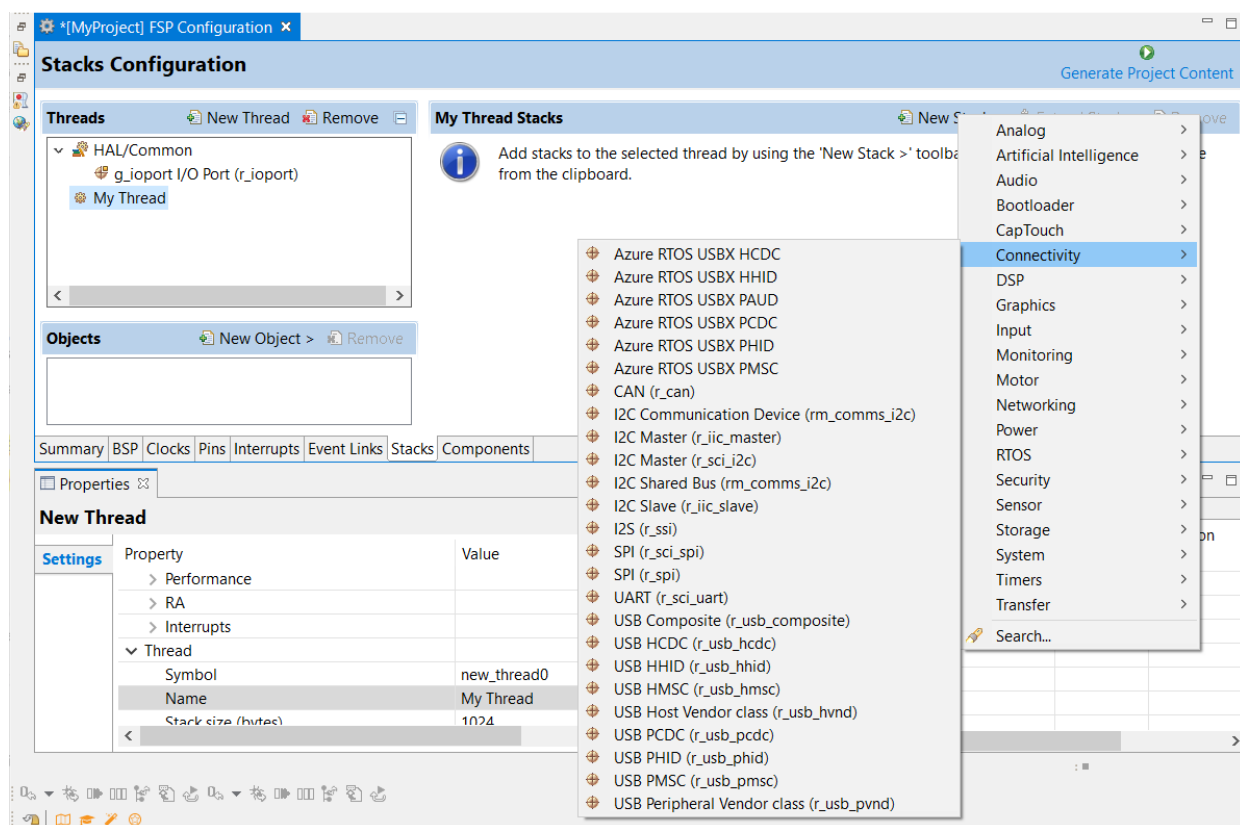 *[MyProject] FSP Configuration
Stacks Configuration
Generate Project Content
Threads New Thread Remove
HAL/Common
g_ioport I/O Port (r_ioport)
My Thread
Objects New Object > Remove
My Thread Stacks New
Add stacks to the selected thread by using the 'New Stack >'
from the clipboard.
Analog
Artificial Intelligence
Audio
Bootloader
CapTouch
Connectivity
DSP
Graphics
Input
Monitoring
Motor
Networking
Power
RTOS
Security
Sensor
Storage
System
Timers
Transfer
Search...
Azure RTOS USBX HCDC
Azure RTOS USBX HHID
Azure RTOS USBX PAUD
Azure RTOS USBX PCDC
Azure RTOS USBX PHID
Azure RTOS USBX PMSC
CAN (r_can)
I2C Communication Device (rm_comms_i2c)
I2C Master (r_iic_master)
I2C Master (r_sci_i2c)
I2C Shared Bus (rm_comms_i2c)
I2C Slave (r_iic_slave)
I2S (r_ssi)
SPI (r_sci_spi)
SPI (r_spi)
UART (r_sci_uart)
USB Composite (r_usb_composite)
USB HCDC (r_usb_hcdc)
USB HHID (r_usb_hhid)
USB HMSC (r_usb_hmsc)
USB Host Vendor class (r_usb_hvnd)
USB PCDC (r_usb_pcdc)
USB PHID (r_usb_phid)
USB PMSC (r_usb_pmsc)
USB Peripheral Vendor class (r_usb_pvnd)
Summary BSP Clocks Pins Interrupts Event Links Stacks Components
Properties
New Thread
Settings
Property Value
Performance
RA
Interrupts
Thread
Symbol new_thread0
Name My Thread
Stack size (bytes) 1024